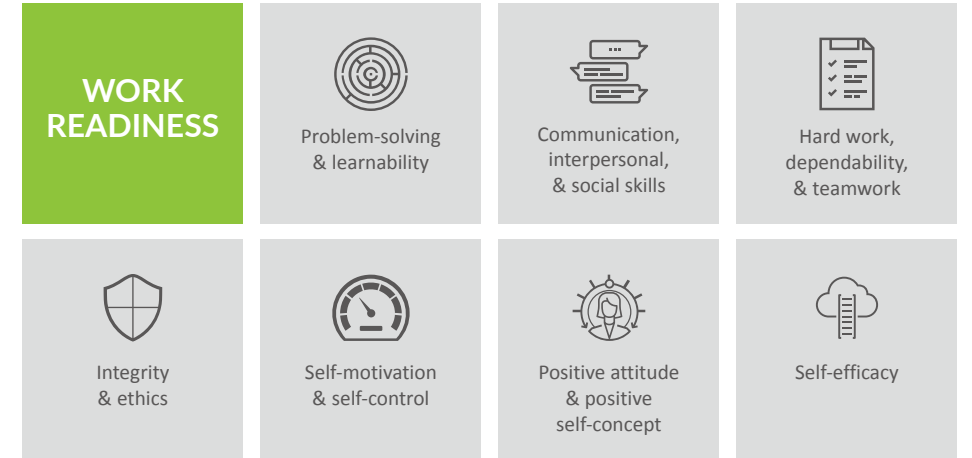 WORK
READINESS
Problem-solving
& learnability
Communication,
interpersonal,
& social skills
Hard work,
dependability,
& teamwork
Integrity
& ethics
Self-motivation
& self-control
Positive attitude
& positive
self-concept
Self-efficacy